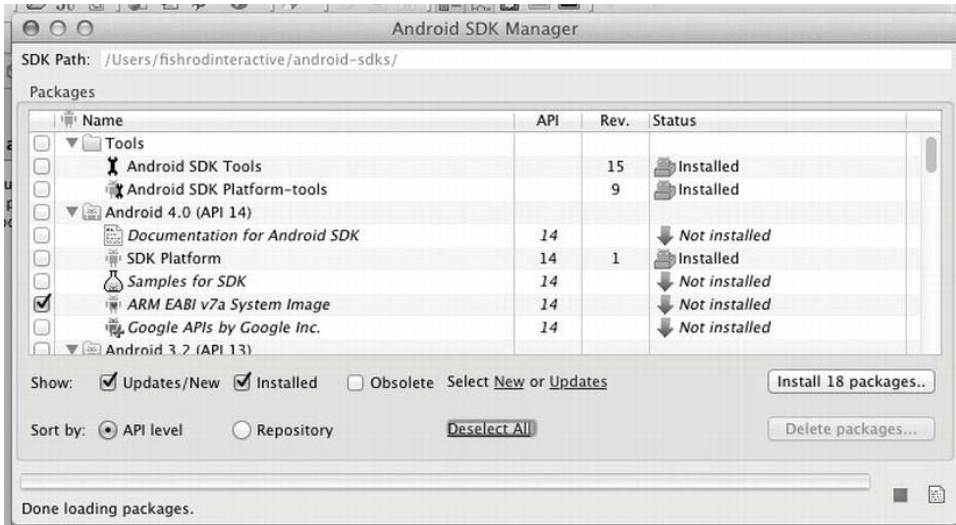 Android SDK Manager
SDK Path: /Users/fishrodinteractive/android-sdks/
Packages
Name API Rev. Status
Tools
Android SDK Tools 15 Installed
Android SDK Platform-tools 9 Installed
Android 4.0 (API 14)
Documentation for Android SDK 14 Not installed
SDK Platform 14 1 Installed
Samples for SDK 14 Not installed
ARM EABI v7a System Image 14 Not installed
Google APIs by Google Inc. 14 Not installed
Android 3.2 (API 13)
Show: Updates/New Installed Obsolete Select New or Updates Install 18 packages..
Sort by: API level Repository Deselect All Delete packages...
Done loading packages.